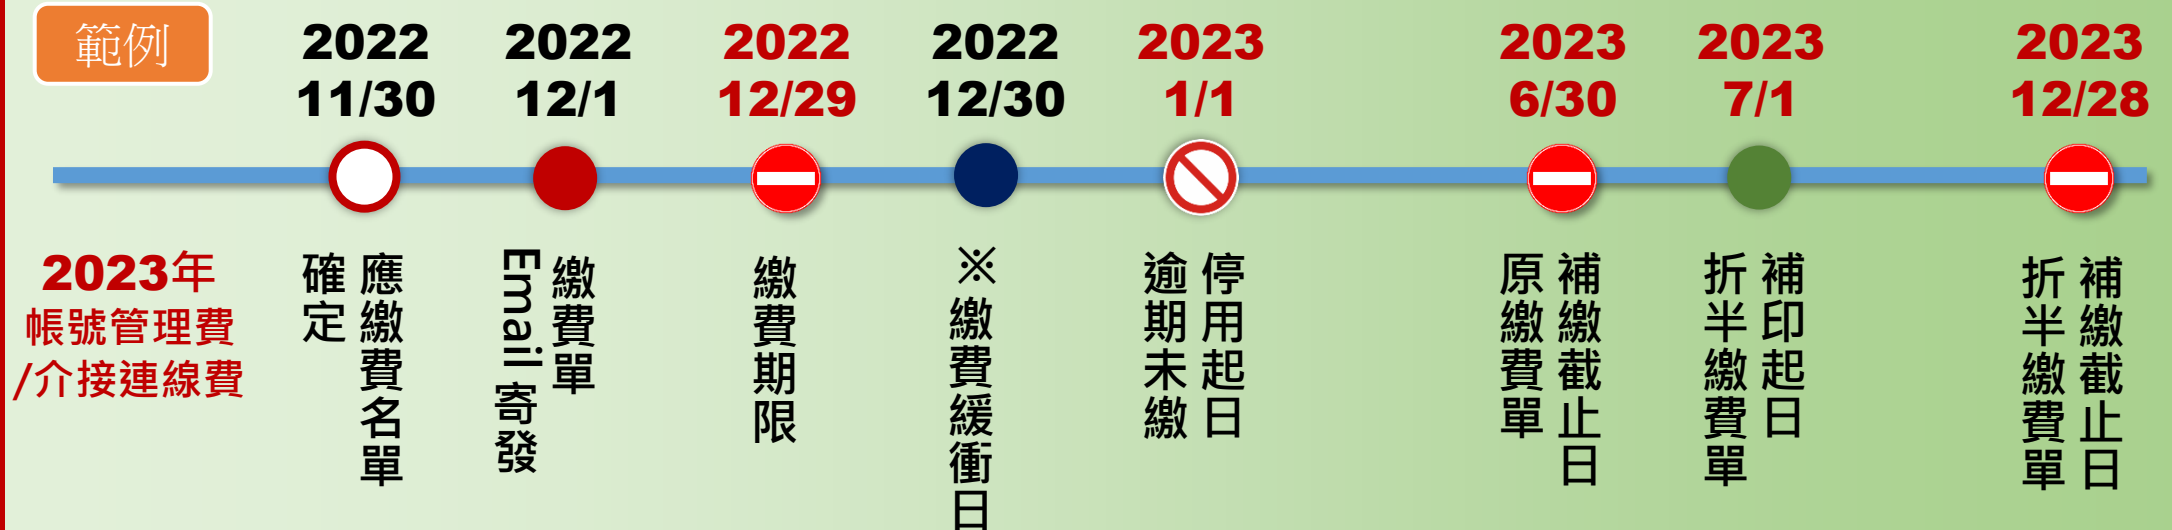 範例
2022
11/30
2022
12/1
2022
12/29
2022
12/30
2023
1/1
2023
6/30
2023
7/1
2023
12/28
2023年
帳號管理費
/介接連線費
應繳費名單
確定
繳費單
Email 寄發
繳費期限
※繳費緩衝日
停用起日
逾期未繳
補繳截止日
原繳費單
補印起日
折半繳費單
補繳截止日
折半繳費單